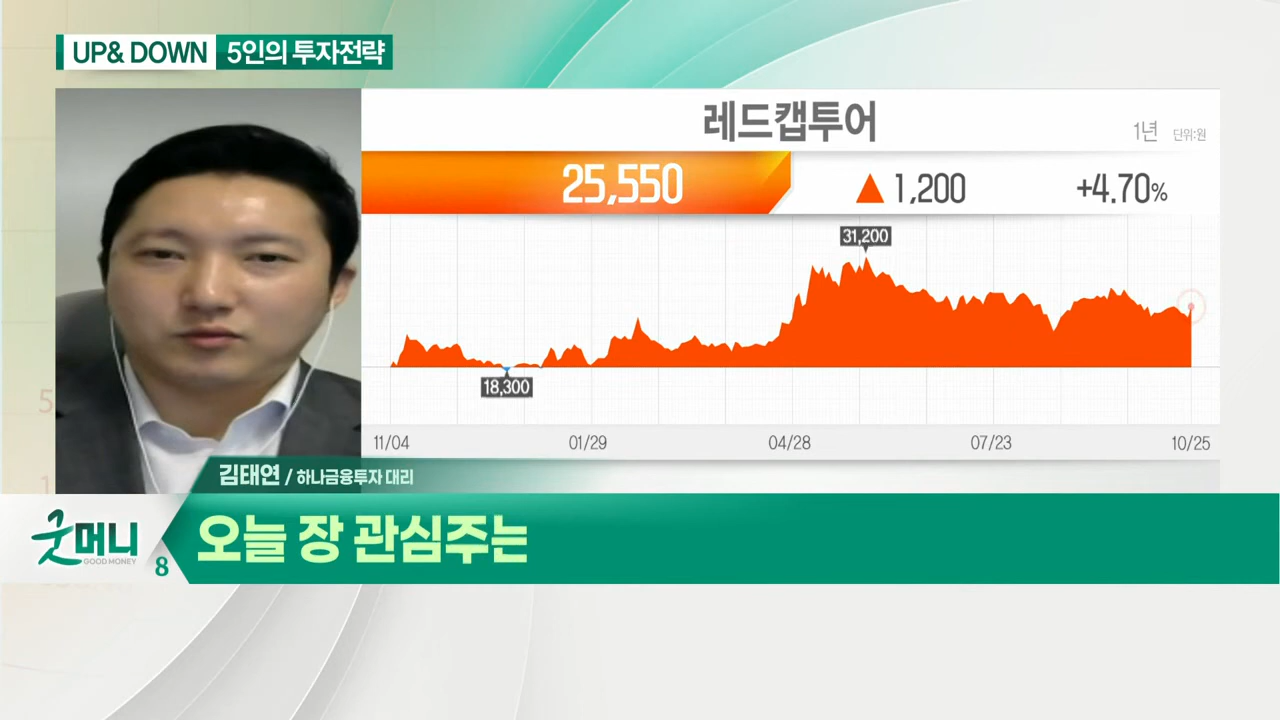 UP& DOWN 5인의 투자전략
레드캡투어
1년 단위:원
25,550 ▲ 1,200 +4.70%
31,200
18,300
11/04 01/29 04/28 07/23 10/25
5
1
김태연 / 하나금융투자 대리
굿머니
GOOD MONEY
8
오늘 장 관심주는